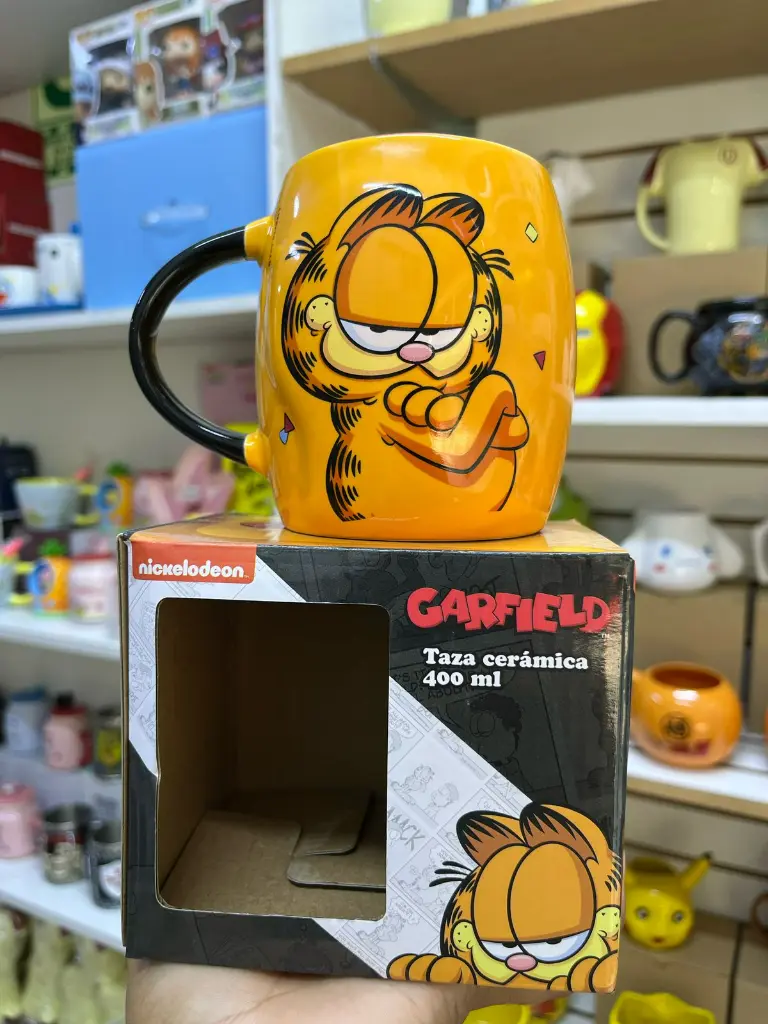 nickelodeon
GARFIELD
Taza cerámica
400 ml